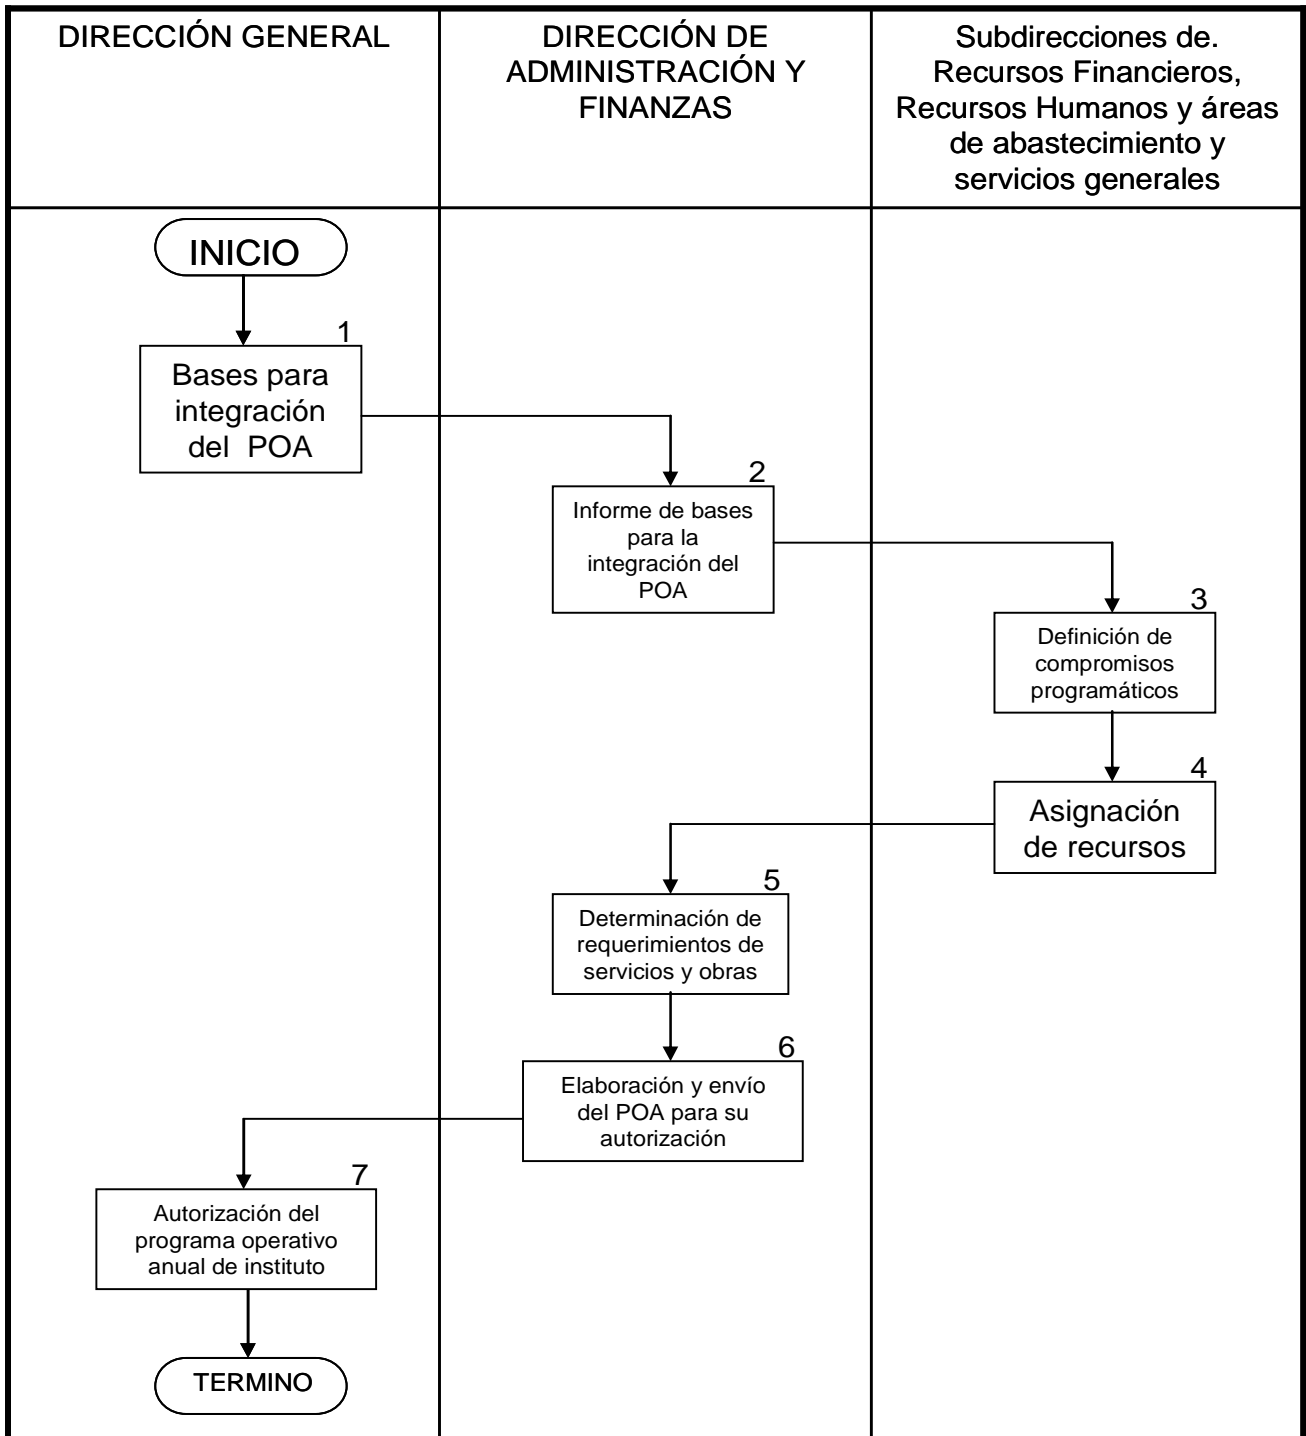 DIRECCIÓN GENERAL
DIRECCIÓN DE
ADMINISTRACIÓN Y
FINANZAS
Subdirecciones de.
Recursos Financieros,
Recursos Humanos y áreas
de abastecimiento y
servicios generales
INICIO
1
Bases para
integración
del POA
2
Informe de bases
para la
integración del
POA
3
Definición de
compromisos
programáticos
4
Asignación
de recursos
5
Determinación de
requerimientos de
servicios y obras
6
Elaboración y envío
del POA para su
autorización
7
Autorización del
programa operativo
anual de instituto
TERMINO